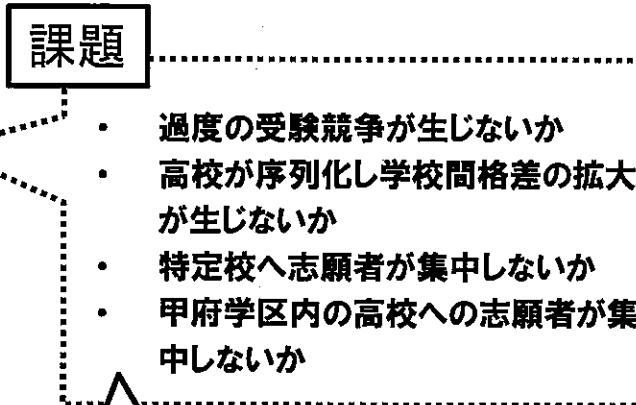 課題
・ 過度の受験競争が生じないか
・ 高校が序列化し学校間格差の拡大
が生じないか
・ 特定校へ志願者が集中しないか
・ 甲府学区内の高校への志願者が集
中しないか